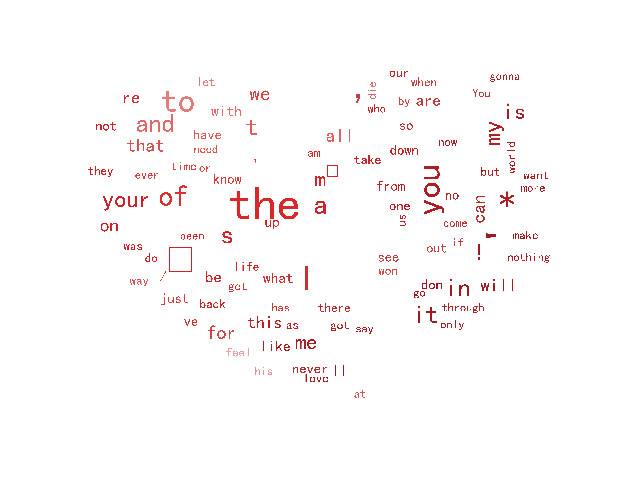 let
our
when
gonna
re
to
we
,
die
who
by
are
You
is
with
my
not
and
t
so
have
all
that
need
am
down
now
world
they
ever
time
or
,
know
m
take
but
want
your
of
the
a
from
you
no
can
more
*
one
us
on
up
come
s
been
was
do
see
won
out
if
!
make
nothing
way
be
life
get
what
I
don
go
in
will
just
back
has
there
it
through
ve
for
this
as
got
say
only
feel
like
me
his
never
ll
love
at